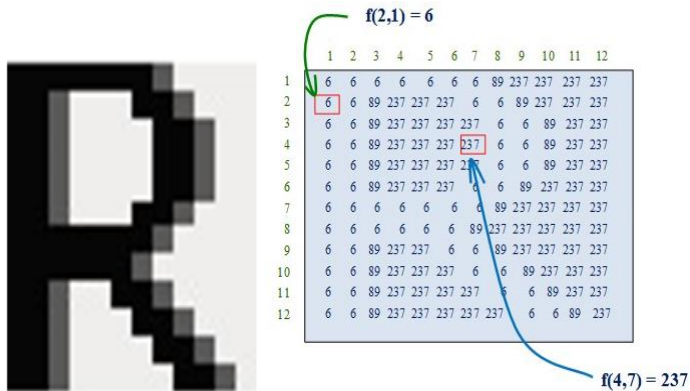 f(2,1) = 6
1 2 3 4 5 6 7 8 9 10 11 12
1 6 6 6 6 6 6 6 89 237 237 237 237
2 6 6 89 237 237 237 6 6 89 237 237 237
3 6 6 89 237 237 237 237 6 6 89 237 237
4 6 6 89 237 237 237 237 6 6 89 237 237
5 6 6 89 237 237 237 237 6 6 89 237 237
6 6 6 89 237 237 237 6 6 89 237 237 237
7 6 6 6 6 6 6 6 89 237 237 237 237
8 6 6 6 6 6 6 89 237 237 237 237 237
9 6 6 89 237 237 6 6 89 237 237 237 237
10 6 6 89 237 237 237 6 6 89 237 237 237
11 6 6 89 237 237 237 237 6 6 89 237 237
12 6 6 89 237 237 237 237 237 6 6 89 237
f(4,7) = 237